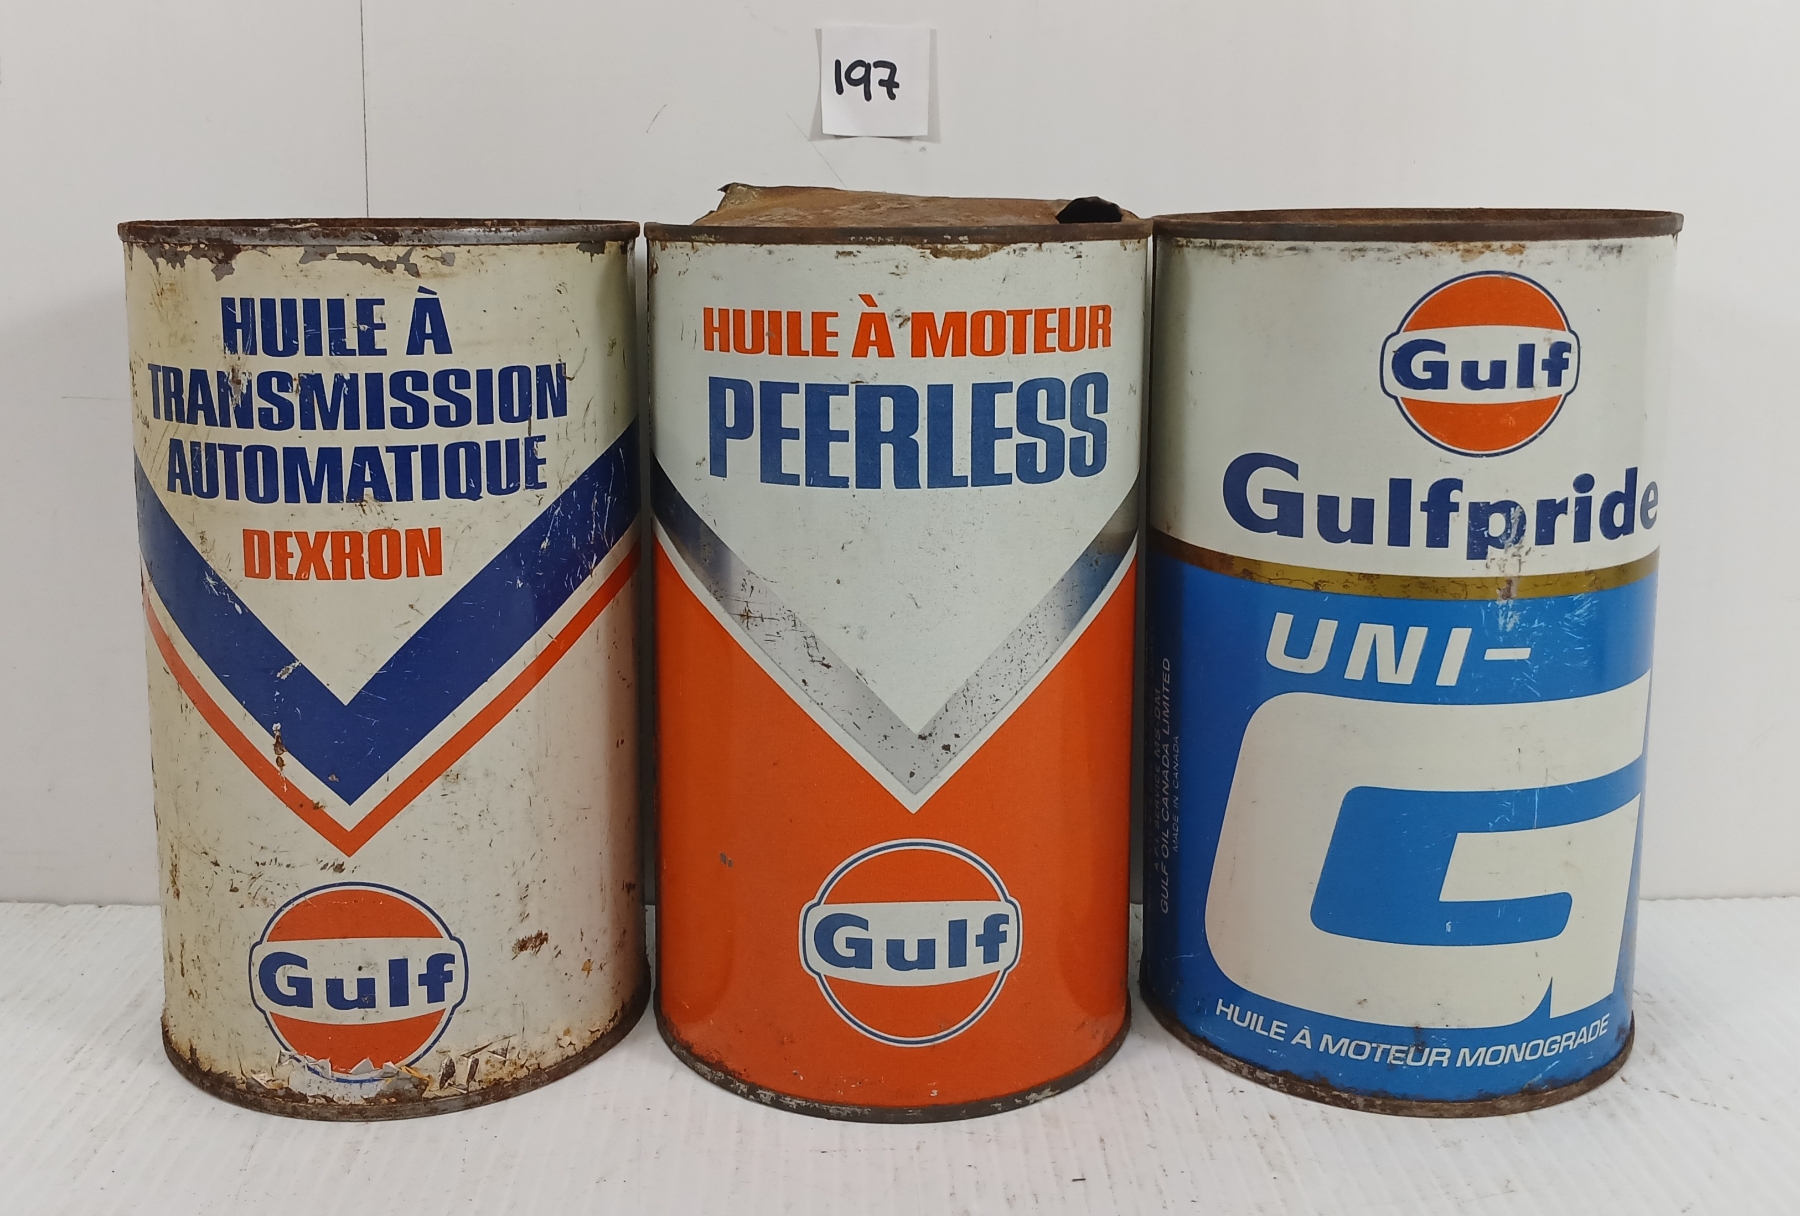 197
HUILE À
TRANSMISSION
AUTOMATIQUE
DEXRON
Gulf
HUILE À MOTEUR
PEERLESS
Gulf
Gulf
Gulfpride
UNI-
G
HUILE À MOTEUR MONOGRADE
GULF OIL CANADA LIMITED
MADE IN CANADA